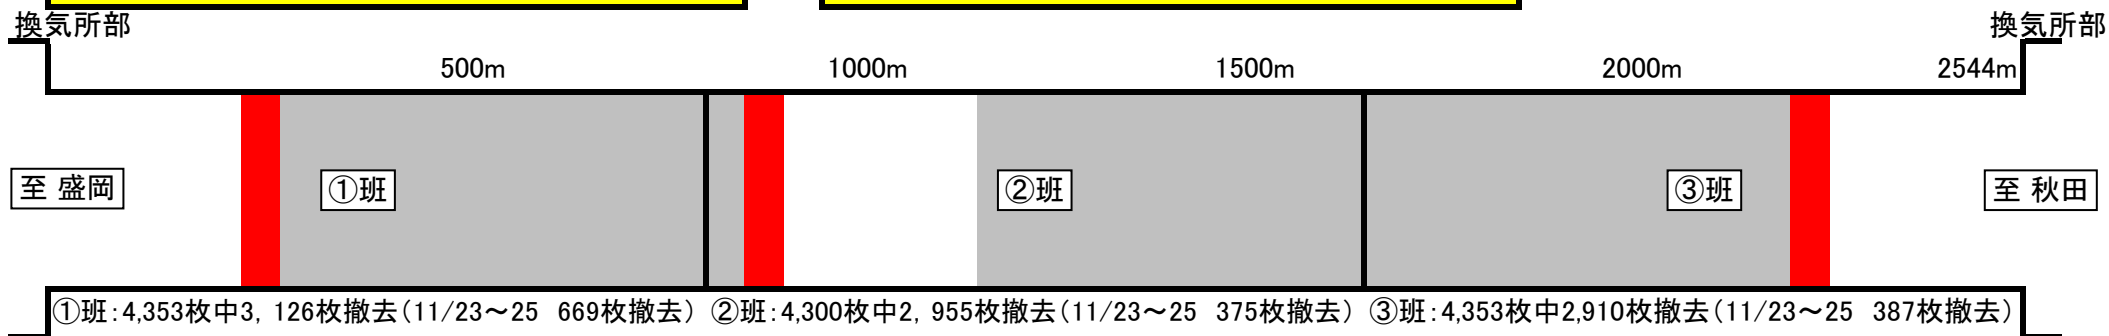 換気所部
換気所部
500m
1000m
1500m
2000m
2544m
至 盛岡
①班
②班
③班
至 秋田
①班：4,353枚中3，126枚撤去（11/23～25　669枚撤去）
②班：4,300枚中2，955枚撤去（11/23～25　375枚撤去）
③班：4,353枚中2,910枚撤去（11/23～25　387枚撤去）